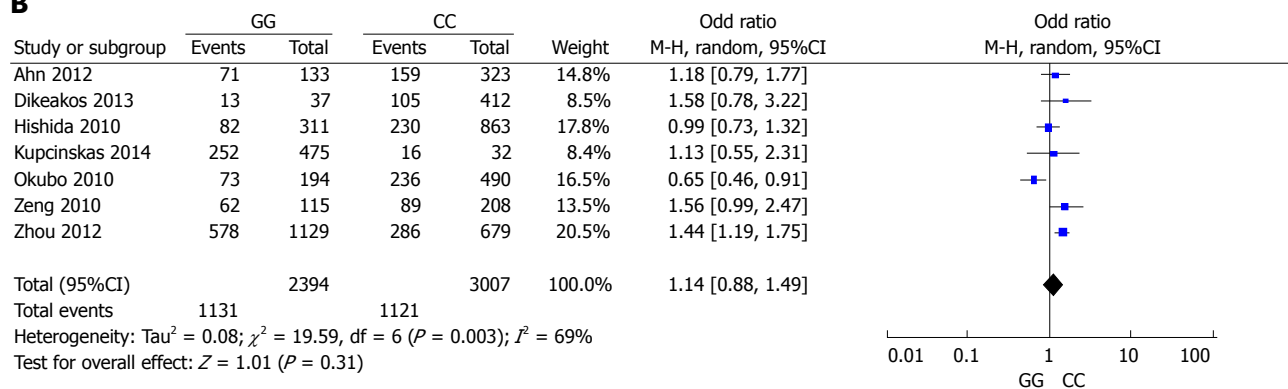 B
GG CC Odd ratio Odd ratio
Study or subgroup Events Total Events Total Weight M-H, random, 95%CI M-H, random, 95%CI
Ahn 2012 71 133 159 323 14.8% 1.18 [0.79, 1.77]
Dikeakos 2013 13 37 105 412 8.5% 1.58 [0.78, 3.22]
Hishida 2010 82 311 230 863 17.8% 0.99 [0.73, 1.32]
Kupcinskas 2014 252 475 16 32 8.4% 1.13 [0.55, 2.31]
Okubo 2010 73 194 236 490 16.5% 0.65 [0.46, 0.91]
Zeng 2010 62 115 89 208 13.5% 1.56 [0.99, 2.47]
Zhou 2012 578 1129 286 679 20.5% 1.44 [1.19, 1.75]
Total (95%CI) 2394 3007 100.0% 1.14 [0.88, 1.49]
Total events 1131 1121
Heterogeneity: Tau² = 0.08; χ² = 19.59, df = 6 (P = 0.003); I² = 69%
Test for overall effect: Z = 1.01 (P = 0.31)
0.01 0.1 1 10 100
GG CC